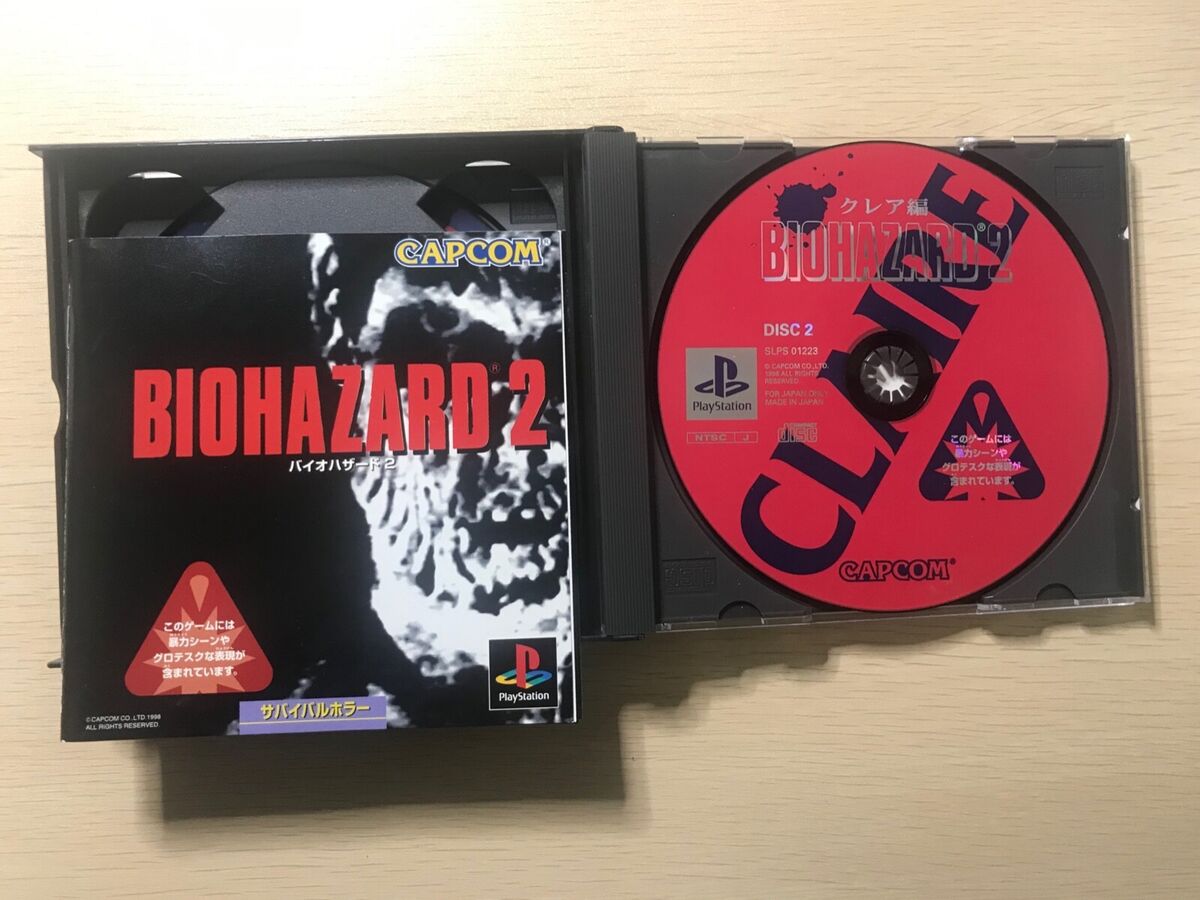 CAPCOM®
BIOHAZARD® 2
バイオハザード2
このゲームには
暴力シーンや
グロテスクな表現が
含まれています。
PlayStation
©CAPCOM CO.,LTD.1998
ALL RIGHTS RESERVED.
サバイバルホラー
クレア編
BIOHAZARD® 2
CLAIRE
DISC 2
SLPS 01223
© CAPCOM CO.,LTD.
1998 ALL RIGHTS
RESERVED.
FOR JAPAN ONLY
MADE IN JAPAN
PlayStation
NTSC J
COMPACT
disc
このゲームには
暴力シーンや
グロテスクな表現が
含まれています。
CAPCOM®